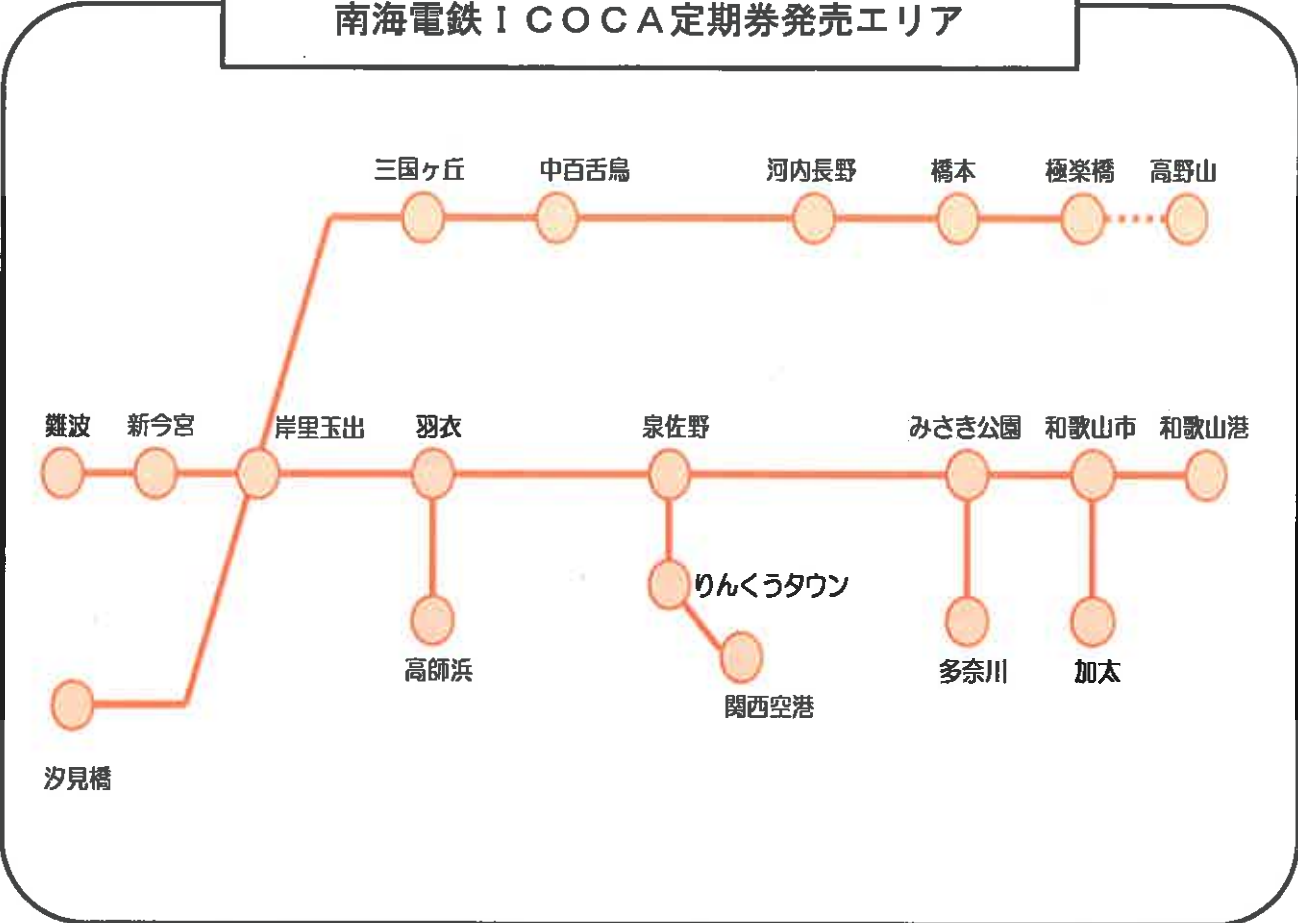 南海電鉄ＩＣＯＣＡ定期券発売エリア
三国ヶ丘
中百舌鳥
河内長野
橋本
極楽橋
高野山
難波
新今宮
岸里玉出
羽衣
泉佐野
みさき公園
和歌山市
和歌山港
りんくうタウン
高師浜
関西空港
多奈川
加太
汐見橋